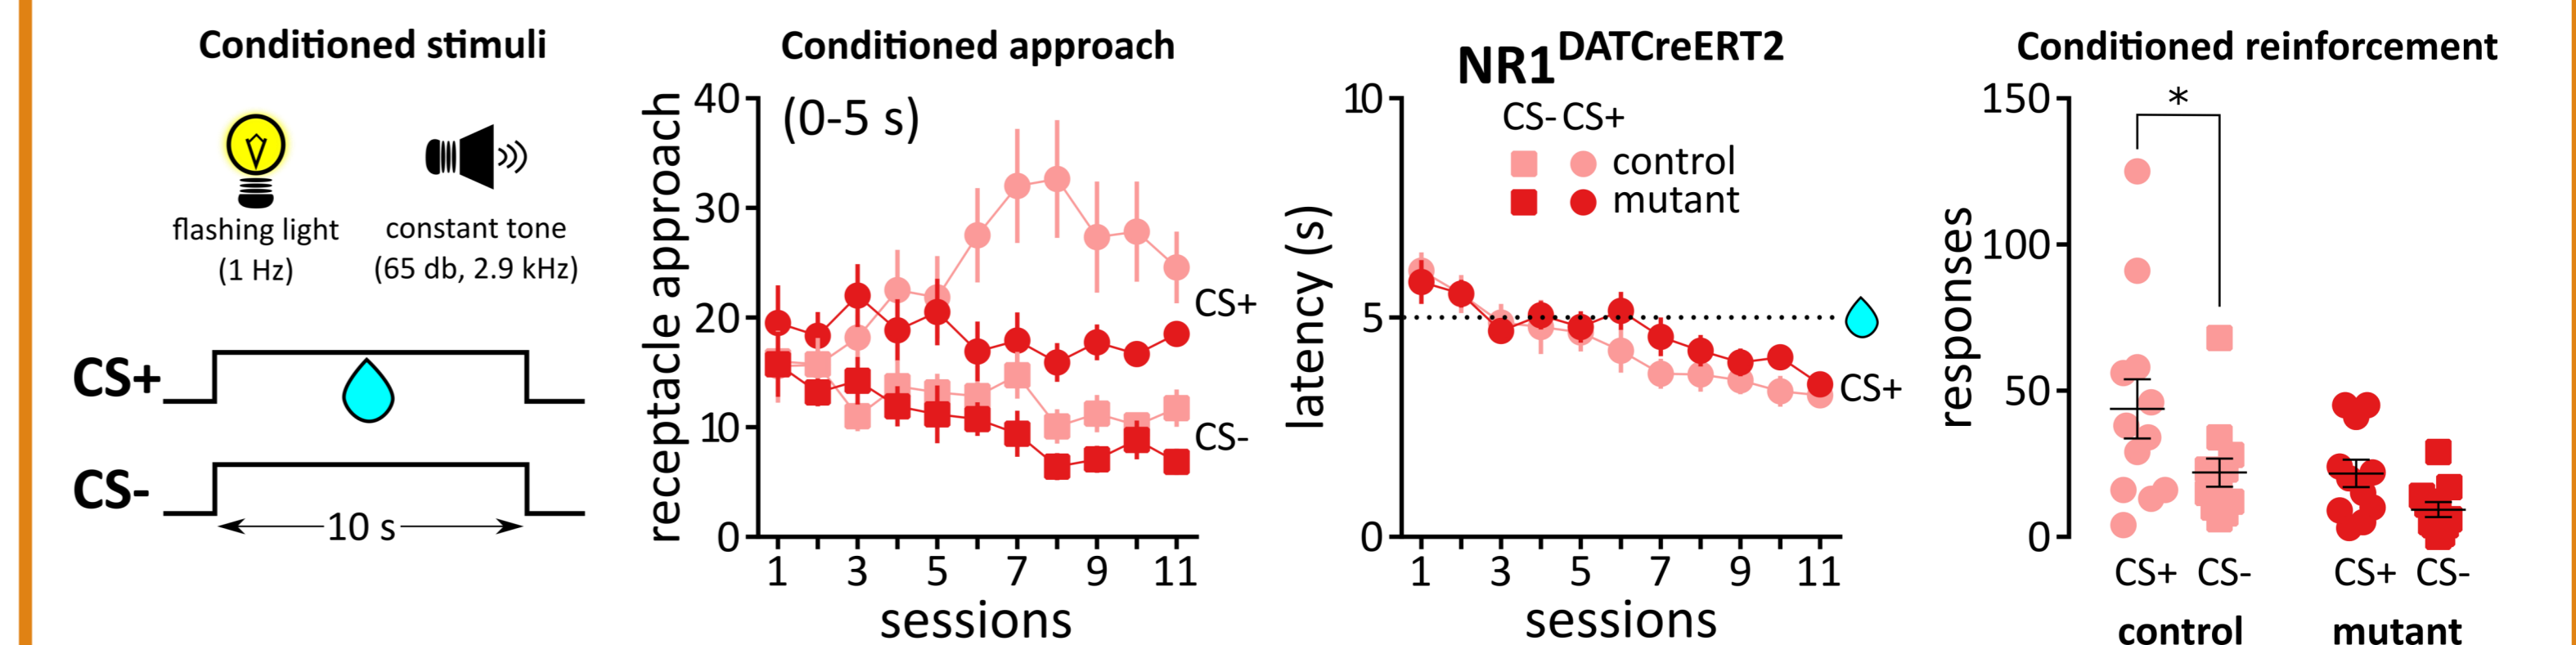 Conditioned stimuli
flashing light
(1 Hz)
constant tone
(65 db, 2.9 kHz)
CS+
CS-
10 s
Conditioned approach
(0-5 s)
receptacle approach
40
30
20
10
0
CS+
CS-
1 3 5 7 9 11
sessions
NR1DATCreERT2
CS- CS+
control
mutant
latency (s)
10
5
0
CS+
1 3 5 7 9 11
sessions
Conditioned reinforcement
responses
150
100
50
0
*
CS+ CS- CS+ CS-
control mutant